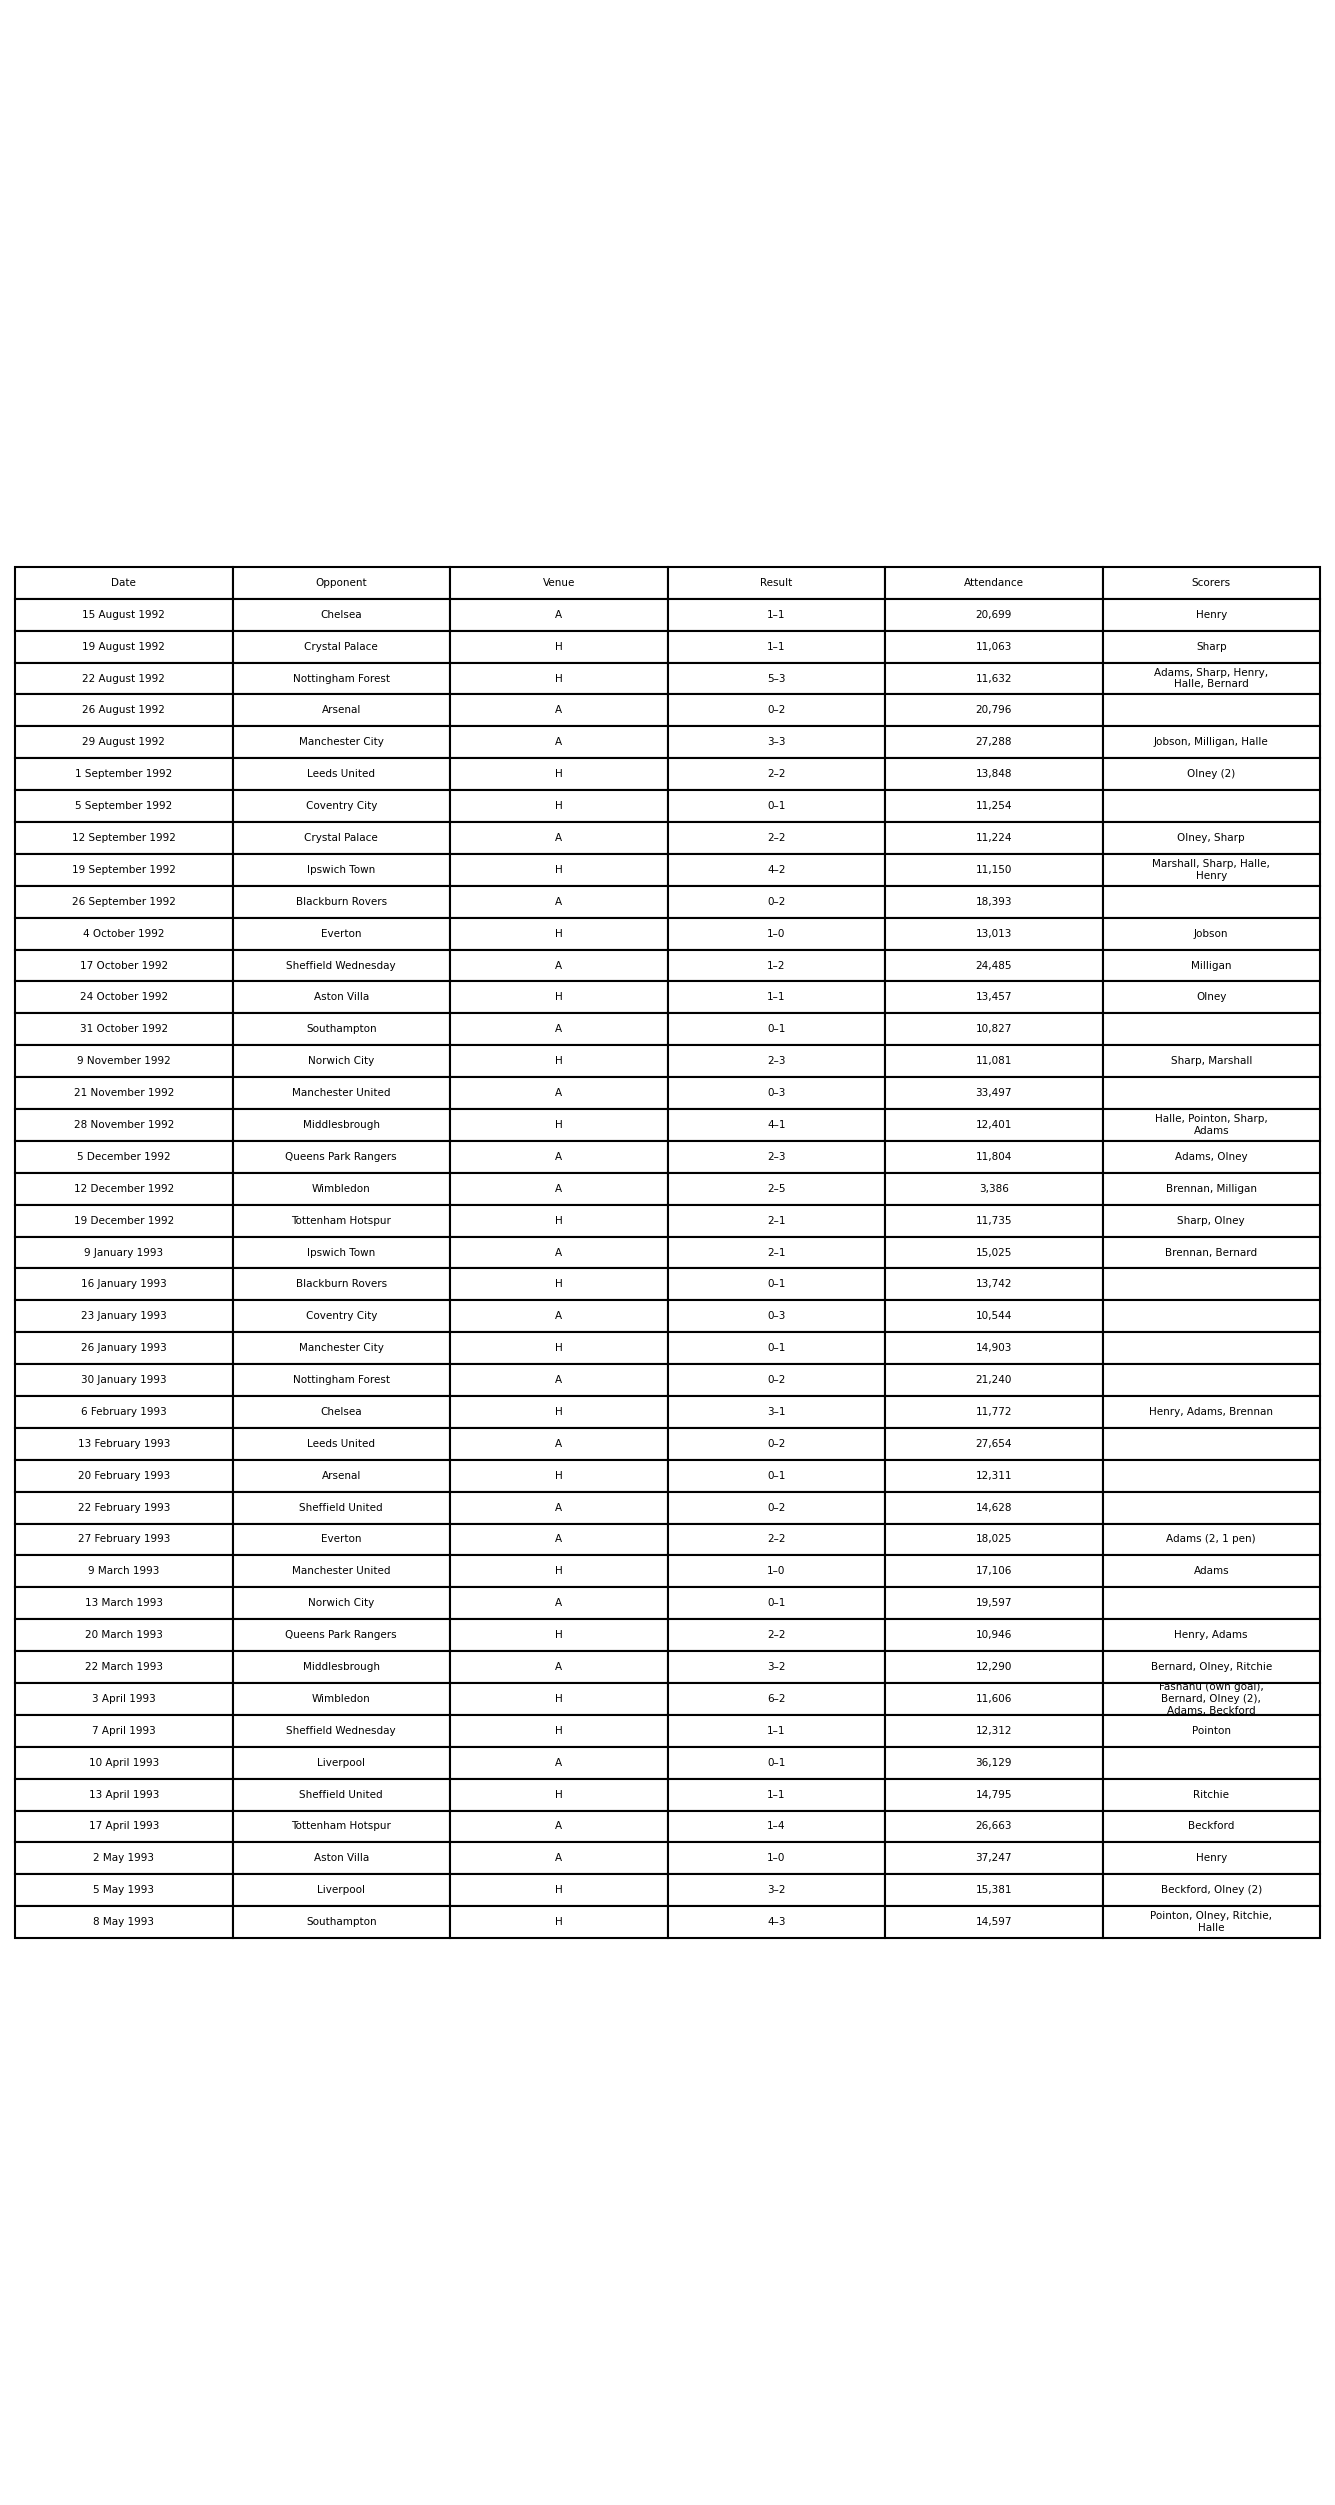 Date Opponent Venue Result Attendance Scorers
15 August 1992 Chelsea A 1–1 20,699 Henry
19 August 1992 Crystal Palace H 1–1 11,063 Sharp
22 August 1992 Nottingham Forest H 5–3 11,632 Adams, Sharp, Henry,
Halle, Bernard
26 August 1992 Arsenal A 0–2 20,796
29 August 1992 Manchester City A 3–3 27,288 Jobson, Milligan, Halle
1 September 1992 Leeds United H 2–2 13,848 Olney (2)
5 September 1992 Coventry City H 0–1 11,254
12 September 1992 Crystal Palace A 2–2 11,224 Olney, Sharp
19 September 1992 Ipswich Town H 4–2 11,150 Marshall, Sharp, Halle,
Henry
26 September 1992 Blackburn Rovers A 0–2 18,393
4 October 1992 Everton H 1–0 13,013 Jobson
17 October 1992 Sheffield Wednesday A 1–2 24,485 Milligan
24 October 1992 Aston Villa H 1–1 13,457 Olney
31 October 1992 Southampton A 0–1 10,827
9 November 1992 Norwich City H 2–3 11,081 Sharp, Marshall
21 November 1992 Manchester United A 0–3 33,497
28 November 1992 Middlesbrough H 4–1 12,401 Halle, Pointon, Sharp,
Adams
5 December 1992 Queens Park Rangers A 2–3 11,804 Adams, Olney
12 December 1992 Wimbledon A 2–5 3,386 Brennan, Milligan
19 December 1992 Tottenham Hotspur H 2–1 11,735 Sharp, Olney
9 January 1993 Ipswich Town A 2–1 15,025 Brennan, Bernard
16 January 1993 Blackburn Rovers H 0–1 13,742
23 January 1993 Coventry City A 0–3 10,544
26 January 1993 Manchester City H 0–1 14,903
30 January 1993 Nottingham Forest A 0–2 21,240
6 February 1993 Chelsea H 3–1 11,772 Henry, Adams, Brennan
13 February 1993 Leeds United A 0–2 27,654
20 February 1993 Arsenal H 0–1 12,311
22 February 1993 Sheffield United A 0–2 14,628
27 February 1993 Everton A 2–2 18,025 Adams (2, 1 pen)
9 March 1993 Manchester United H 1–0 17,106 Adams
13 March 1993 Norwich City A 0–1 19,597
20 March 1993 Queens Park Rangers H 2–2 10,946 Henry, Adams
22 March 1993 Middlesbrough A 3–2 12,290 Bernard, Olney, Ritchie
3 April 1993 Wimbledon H 6–2 11,606 Fashanu (own goal),
Bernard, Olney (2),
Adams, Beckford
7 April 1993 Sheffield Wednesday H 1–1 12,312 Pointon
10 April 1993 Liverpool A 0–1 36,129
13 April 1993 Sheffield United H 1–1 14,795 Ritchie
17 April 1993 Tottenham Hotspur A 1–4 26,663 Beckford
2 May 1993 Aston Villa A 1–0 37,247 Henry
5 May 1993 Liverpool H 3–2 15,381 Beckford, Olney (2)
8 May 1993 Southampton H 4–3 14,597 Pointon, Olney, Ritchie,
Halle